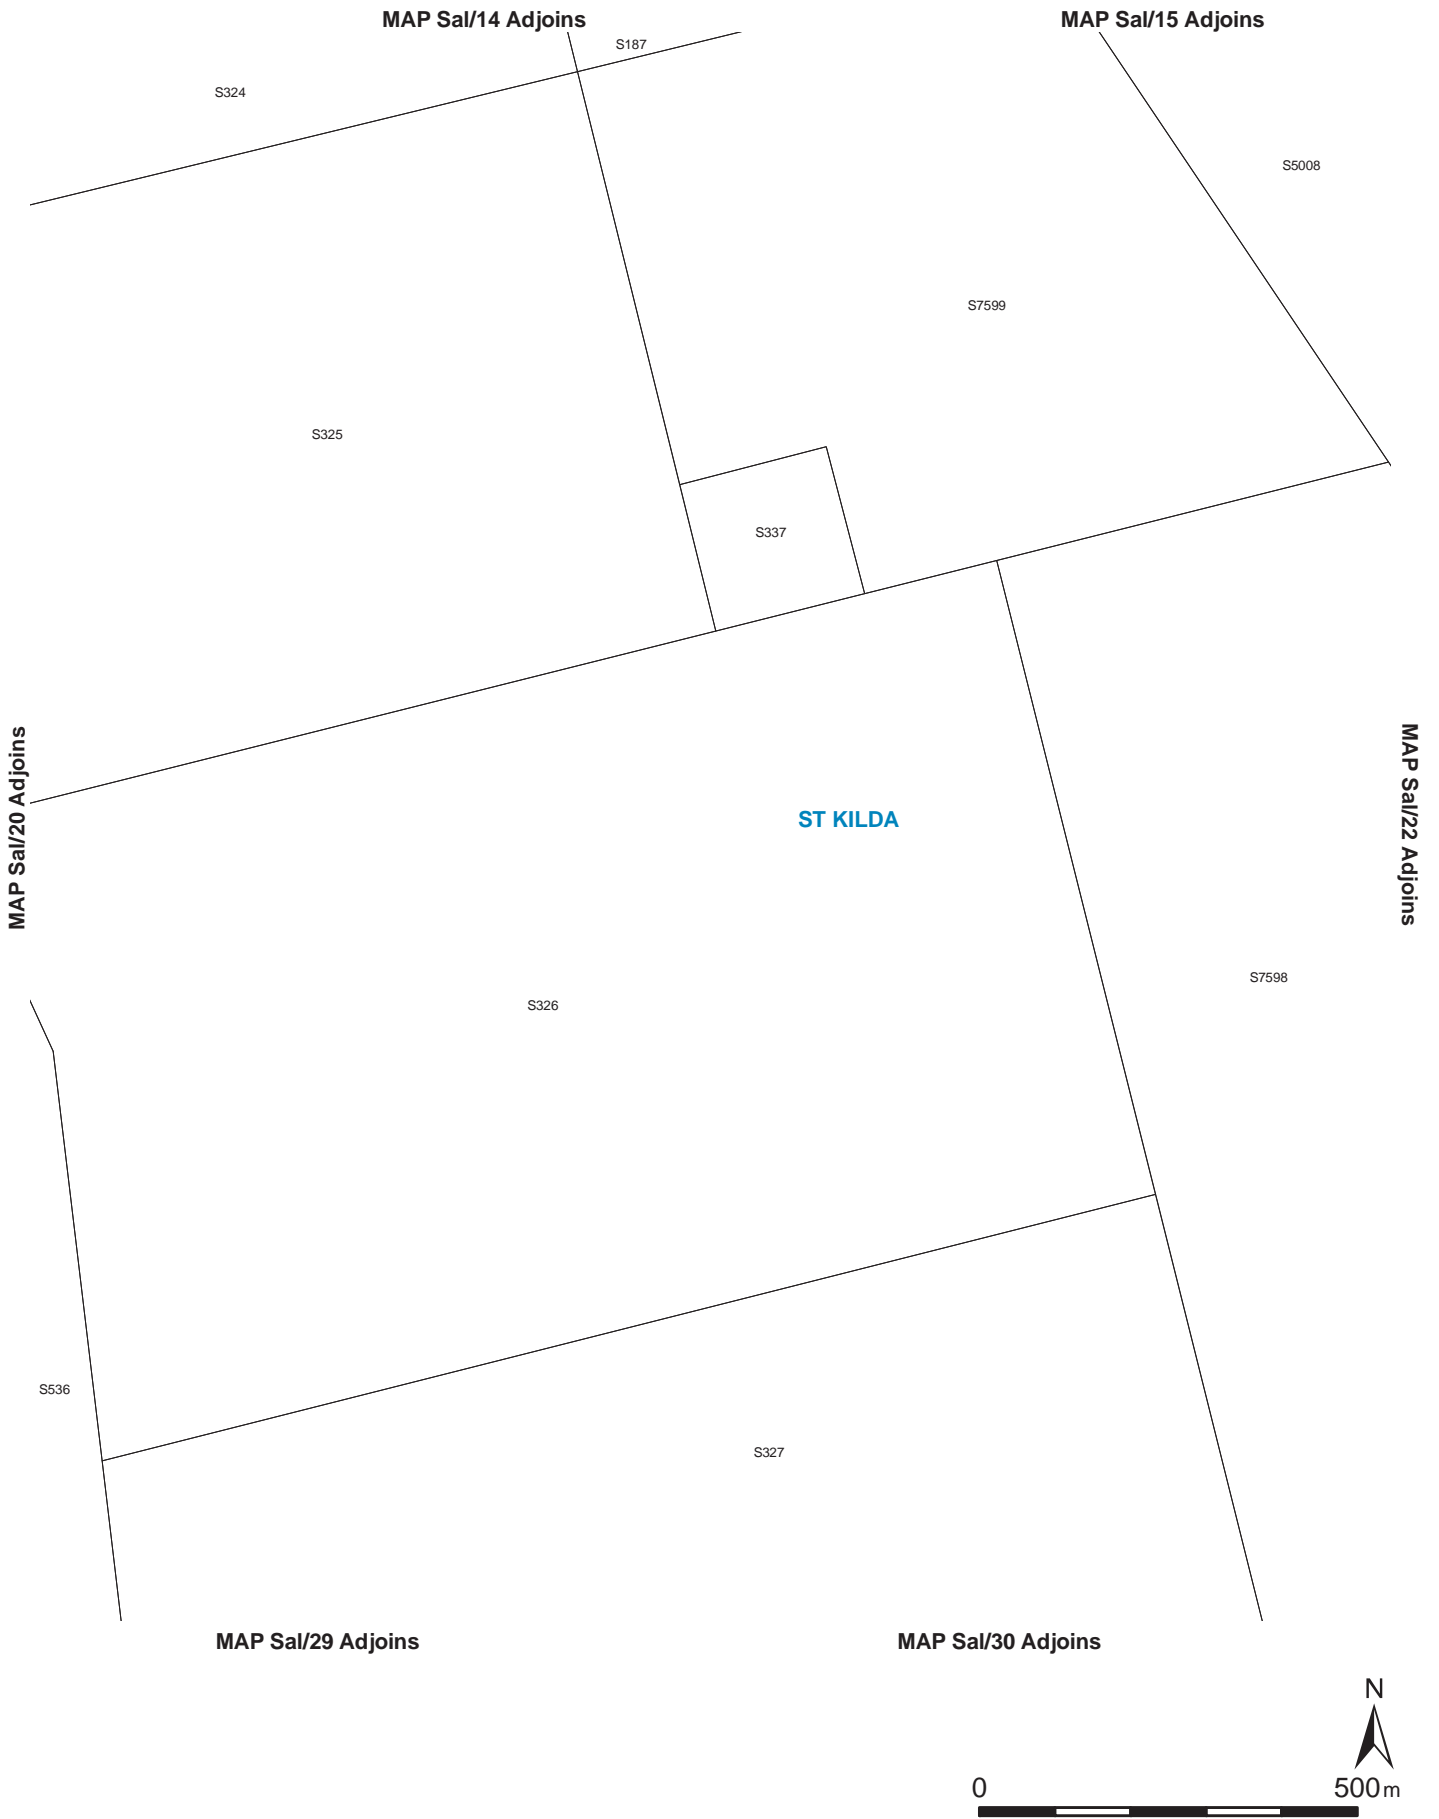 MAP Sal/14 Adjoins
MAP Sal/15 Adjoins
S187
S324
S5008
S7599
S325
S337
MAP Sal/20 Adjoins
ST KILDA
MAP Sal/22 Adjoins
S7598
S326
S536
S327
MAP Sal/29 Adjoins
MAP Sal/30 Adjoins
N
0
500m